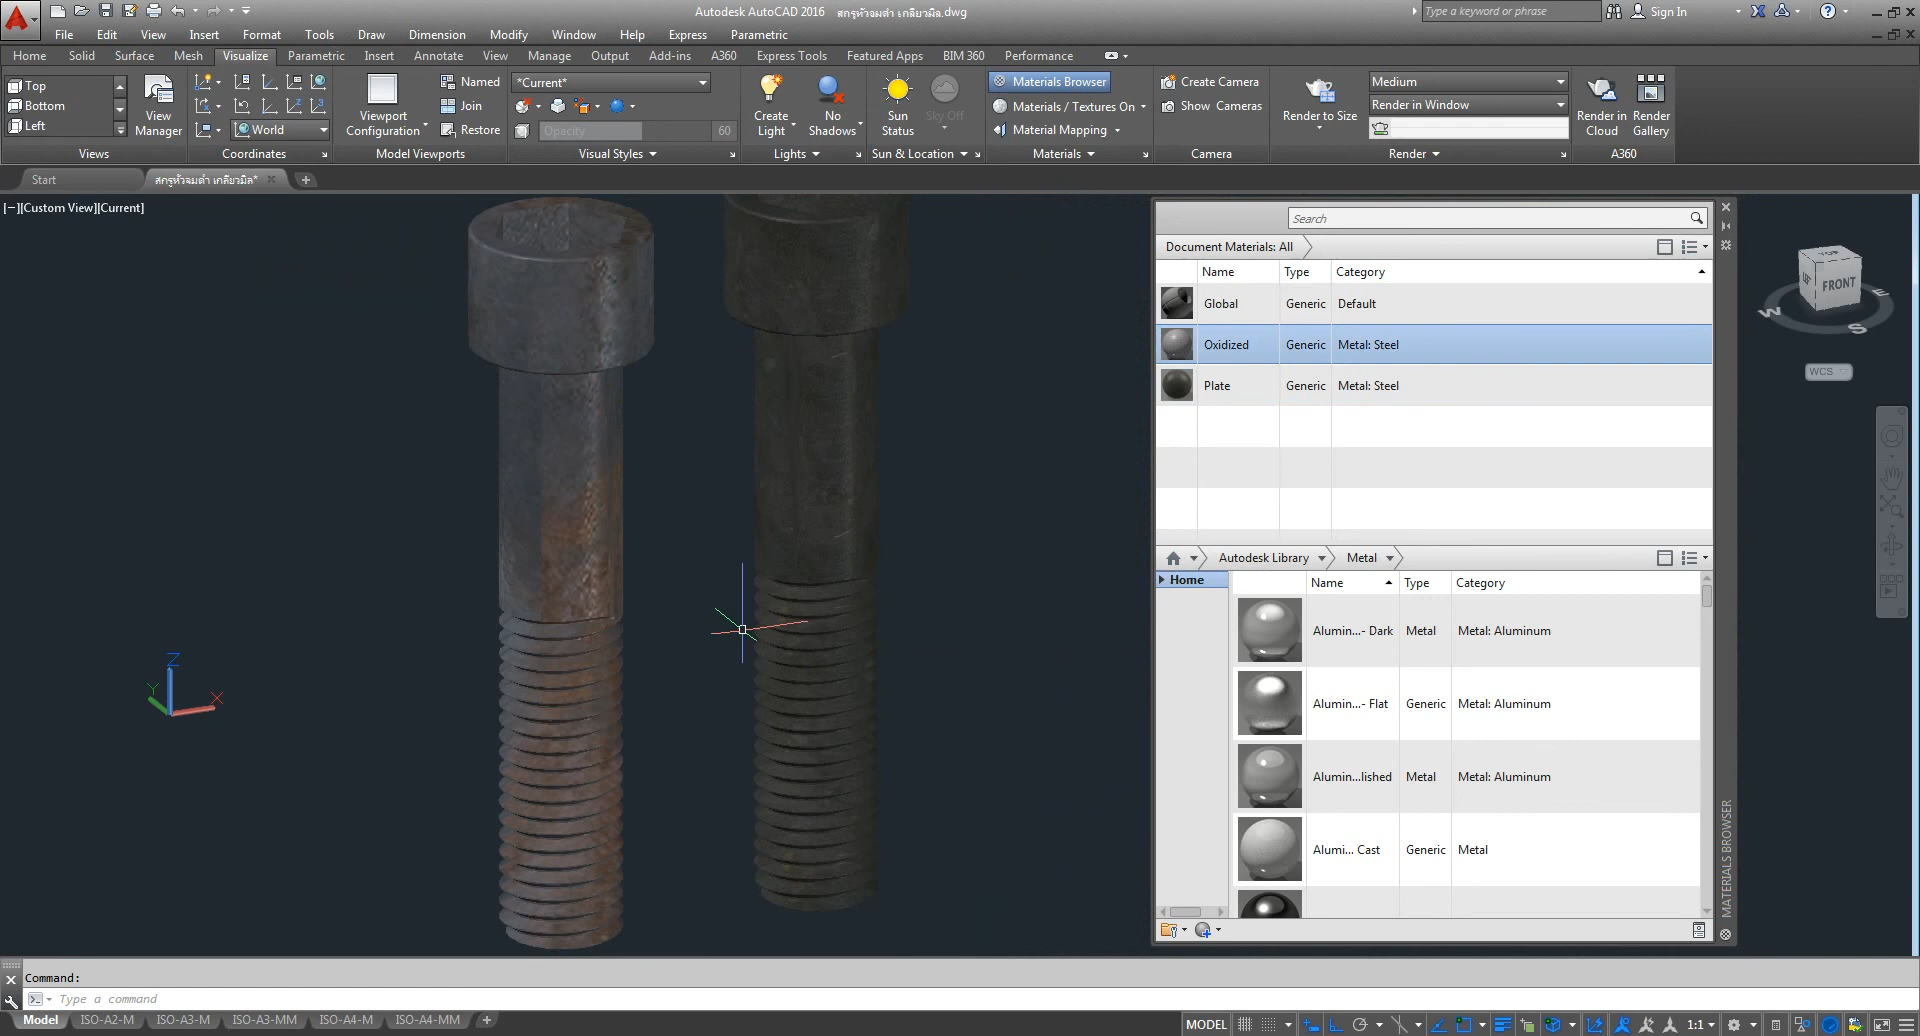 Autodesk AutoCAD 2016 สกรูหัวจมดำ เกลียวมิล.dwg
Type a keyword or phrase
Sign In
File Edit View Insert Format Tools Draw Dimension Modify Window Help Express Parametric
Home Solid Surface Mesh Visualize Parametric Insert Annotate View Manage Output Add-ins A360 Express Tools Featured Apps BIM 360 Performance
Top
Bottom
Left
View Manager
Views
World
Coordinates
Viewport Configuration
Named
Join
Restore
Model Viewports
*Current*
Opacity 60
Visual Styles
Create Light
No Shadows
Lights
Sun Status
Sky Off
Sun & Location
Materials Browser
Materials / Textures On
Material Mapping
Materials
Create Camera
Show Cameras
Camera
Render to Size
Medium
Render in Window
Render
Render in Cloud
Render Gallery
A360
Start
สกรูหัวจมดำ เกลียวมิล*
[−][Custom View][Current]
Search
Document Materials: All
Name Type Category
Global Generic Default
Oxidized Generic Metal: Steel
Plate Generic Metal: Steel
Autodesk Library Metal
Home
Name Type Category
Alumin...- Dark Metal Metal: Aluminum
Alumin...- Flat Generic Metal: Aluminum
Alumin...lished Metal Metal: Aluminum
Alumi... Cast Generic Metal
MATERIALS BROWSER
TOP
FRONT
W
S
E
WCS
Z
Y
X
Command:
Type a command
Model ISO-A2-M ISO-A3-M ISO-A3-MM ISO-A4-M ISO-A4-MM
MODEL
1:1